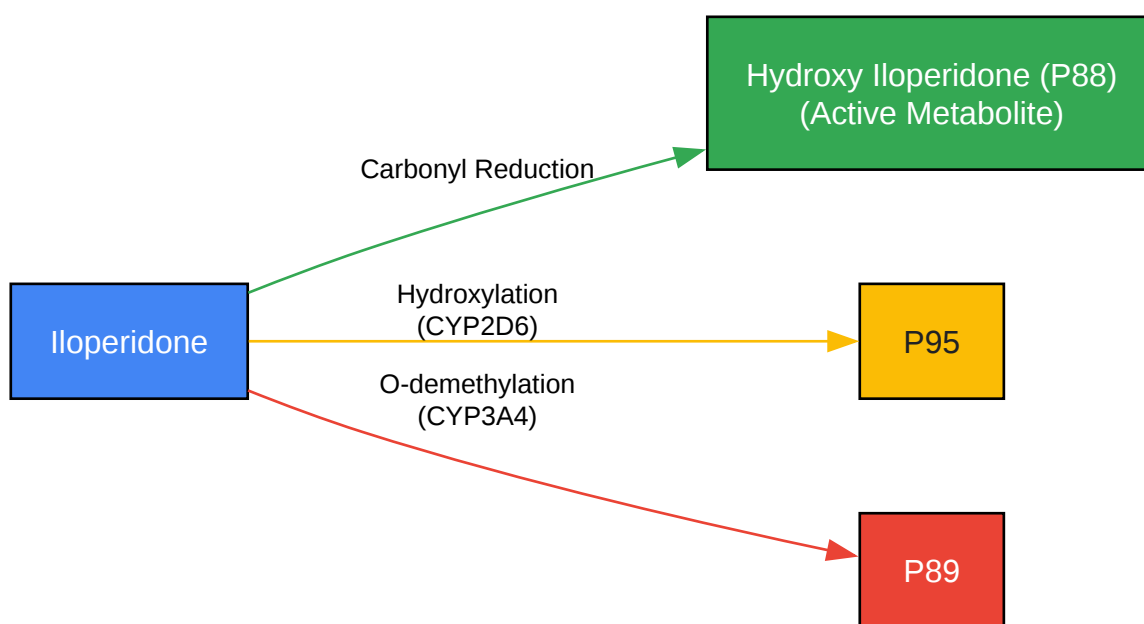 Hydroxy Iloperidone (P88)
(Active Metabolite)
Carbonyl Reduction
Iloperidone
Hydroxylation
(CYP2D6)
P95
O-demethylation
(CYP3A4)
P89